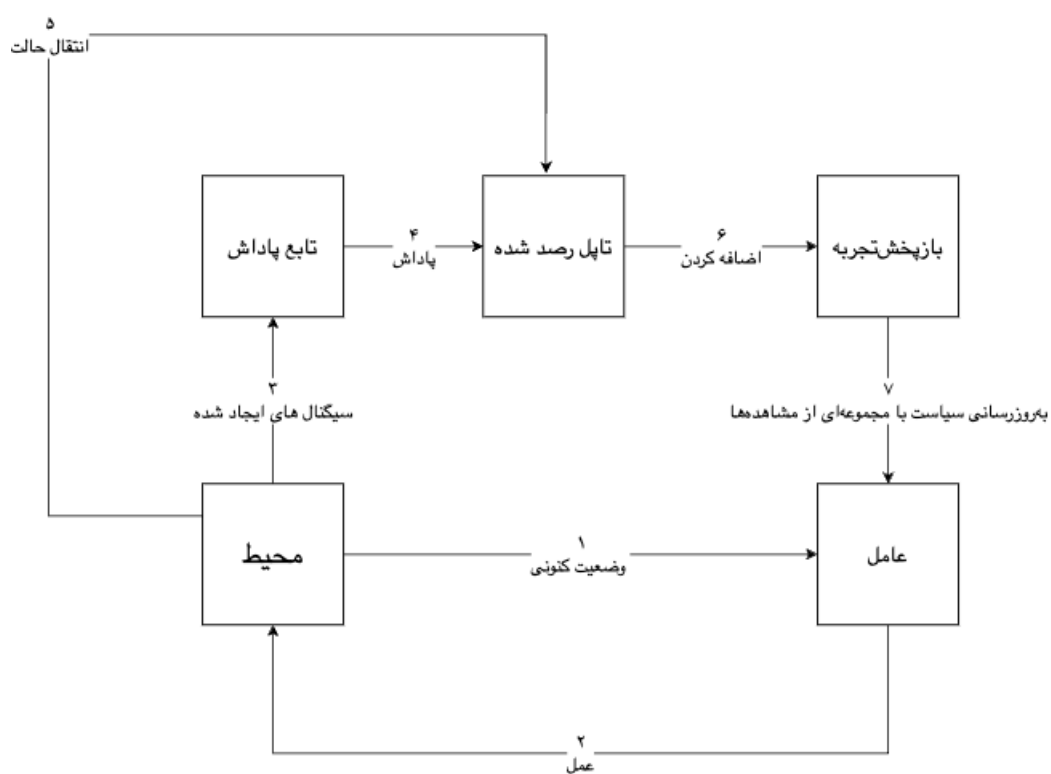 ۵
انتقال حالت
تابع پاداش
۴
پاداش
تاپل رصد شده
۶
اضافه کردن
بازپخش‌تجربه
۳
سیگنال های ایجاد شده
۷
به‌روزرسانی سیاست با مجموعه‌ای از مشاهده‌ها
محیط
۱
وضعیت کنونی
عامل
۲
عمل